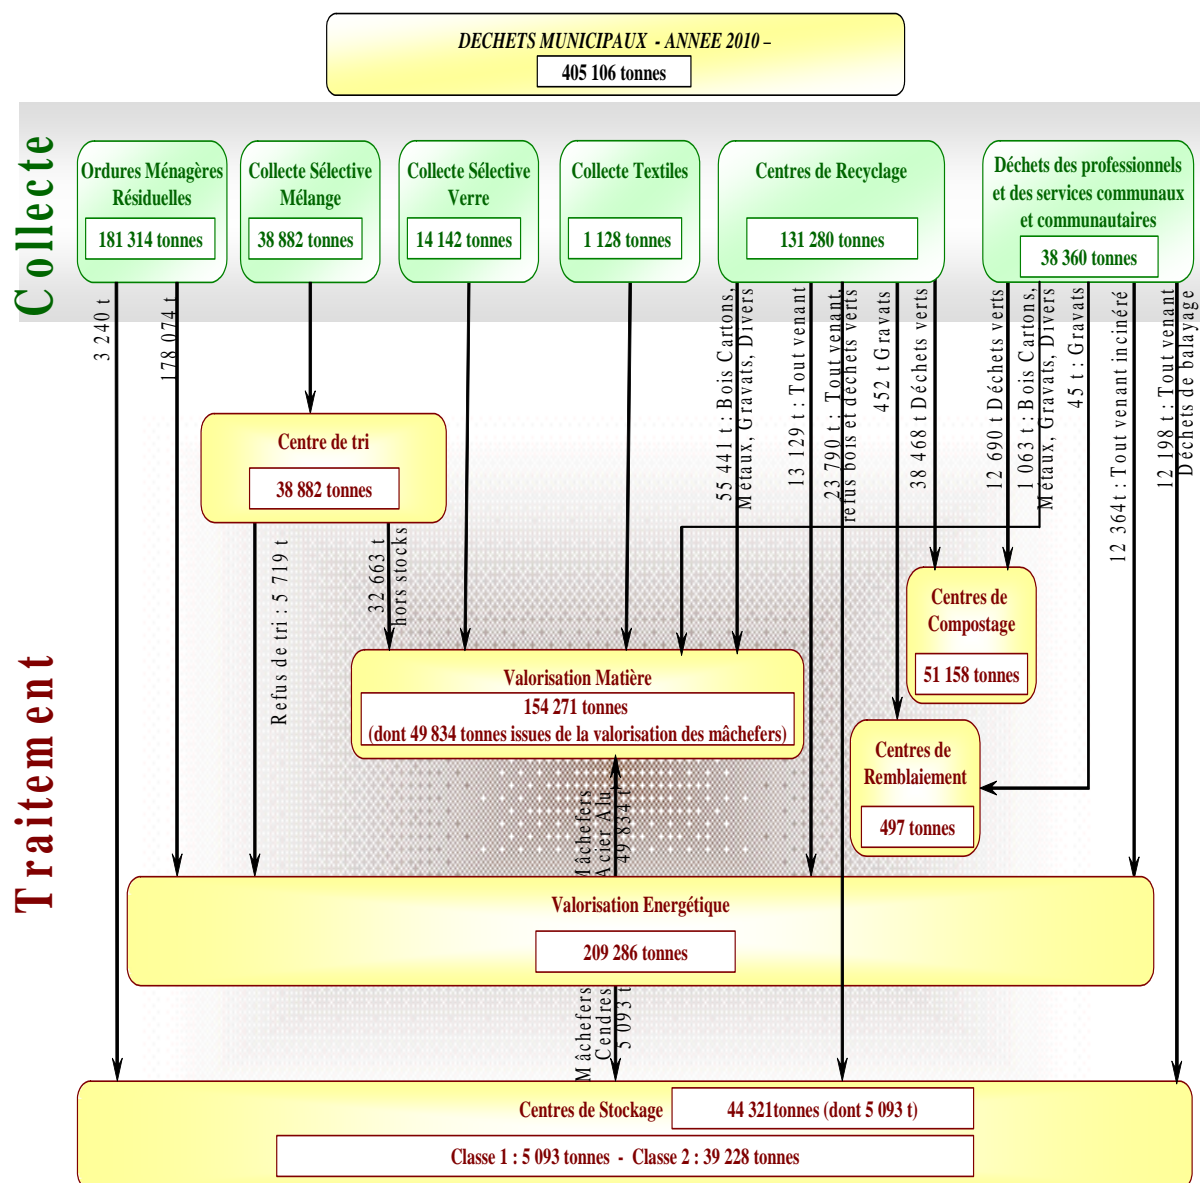 DECHETS MUNICIPAUX - ANNEE 2010 –
405 106 tonnes
Collecte
Ordures Ménagères
Résiduelles
181 314 tonnes
Collecte Sélective
Mélange
38 882 tonnes
Collecte Sélective
Verre
14 142 tonnes
Collecte Textiles
1 128 tonnes
Centres de Recyclage
131 280 tonnes
Déchets des professionnels
et des services communaux
et communautaires
38 360 tonnes
3 240 t
178 074 t
55 441 t : Bois Cartons,
Métaux, Gravats, Divers
13 129 t : Tout venant
23 790 t : Tout venant,
refus bois et déchets verts
452 t Gravats
38 468 t Déchets verts
12 690 t Déchets verts
1 063 t : Bois Cartons,
Métaux, Gravats, Divers
45 t : Gravats
12 364t : Tout venant incinéré
12 198 t : Tout venant
Déchets de balayage
Centre de tri
38 882 tonnes
Refus de tri : 5 719 t
32 663 t
hors stocks
Traitement
Centres de
Compostage
51 158 tonnes
Valorisation Matière
154 271 tonnes
(dont 49 834 tonnes issues de la valorisation des mâchefers)
Centres de
Remblaiement
497 tonnes
Mâchefers
Acier Alu
49 834 t
Valorisation Energétique
209 286 tonnes
Mâchefers
Cendres
5 093 t
Centres de Stockage
44 321tonnes (dont 5 093 t)
Classe 1 : 5 093 tonnes - Classe 2 : 39 228 tonnes